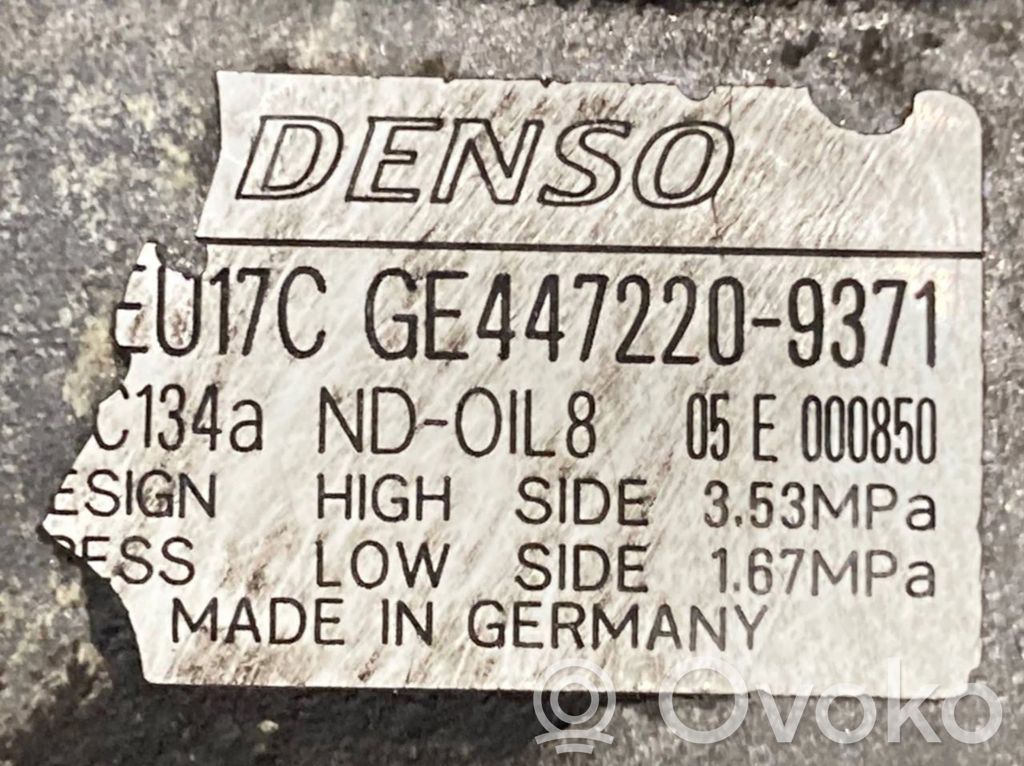 DENSO
EU17C GE447220-9371
C134a ND-OIL8 05 E 000850
ESIGN HIGH SIDE 3.53MPa
RESS LOW SIDE 1.67MPa
MADE IN GERMANY
Ovoko